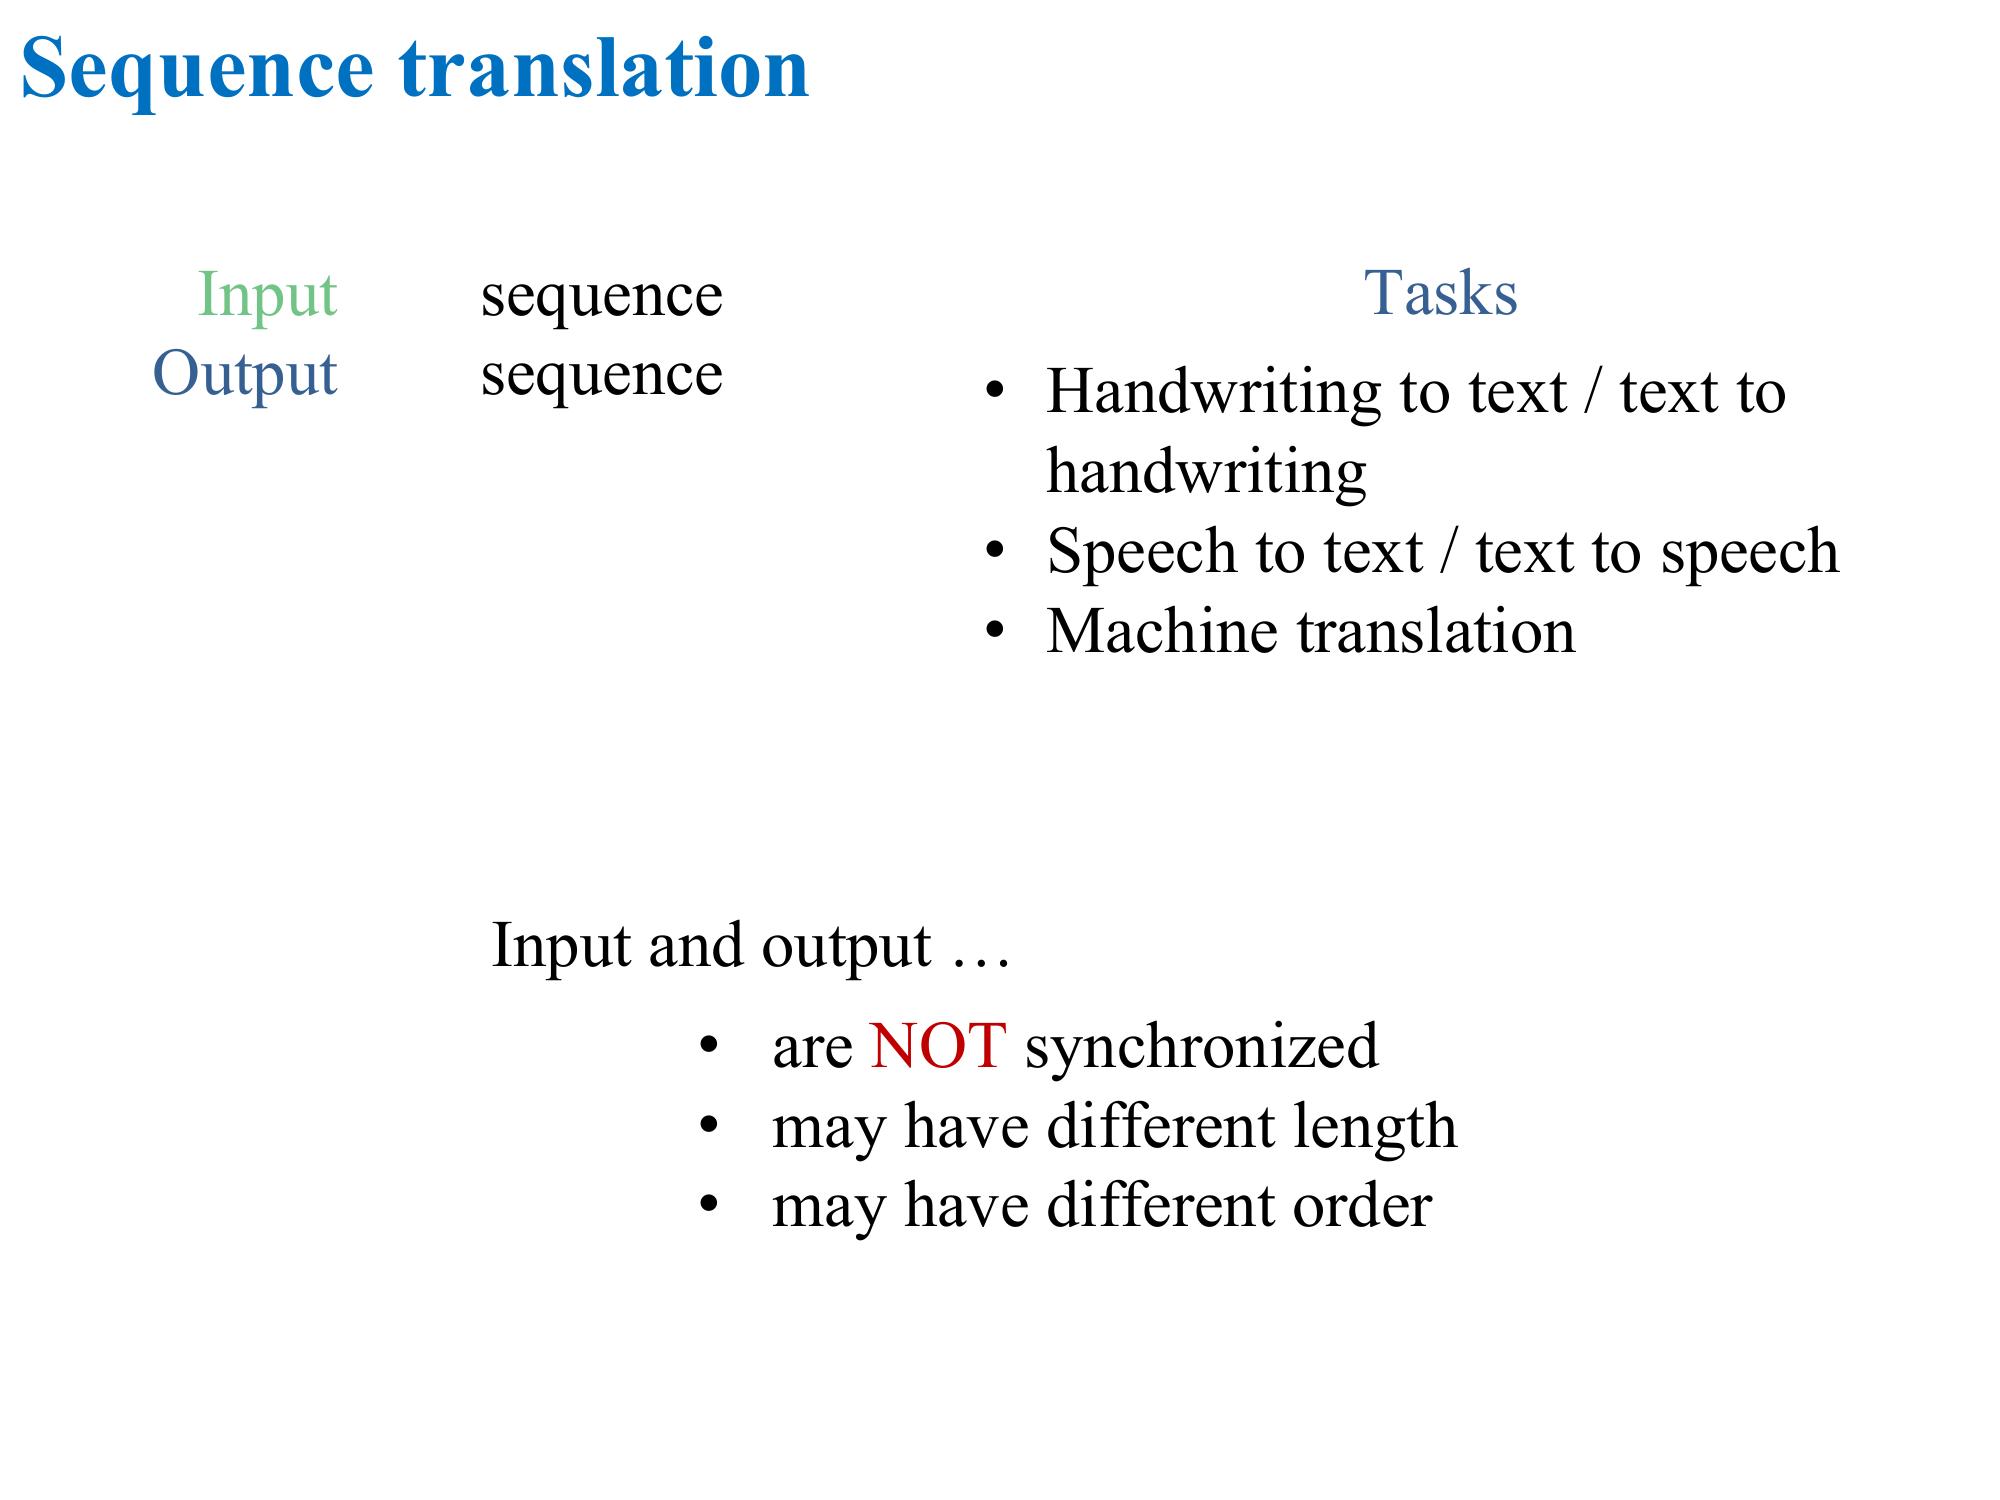 Sequence translation
Input sequence
Output sequence
Tasks
• Handwriting to text / text to
handwriting
• Speech to text / text to speech
• Machine translation
Input and output …
• are NOT synchronized
• may have different length
• may have different order